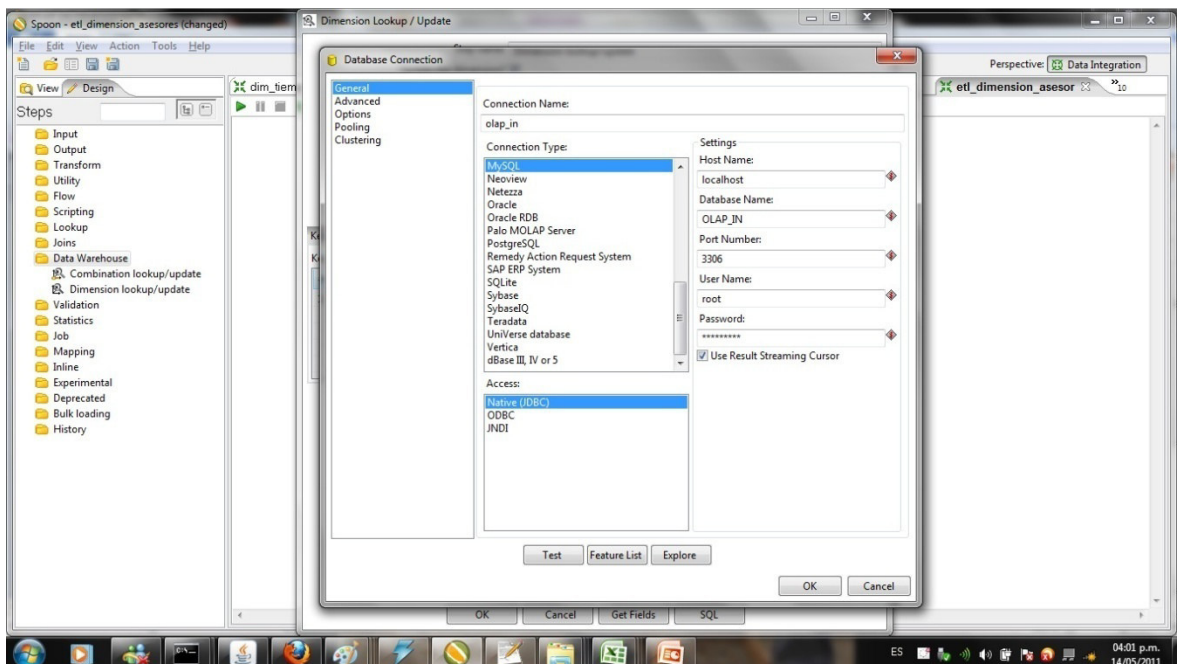 Spoon - etl_dimension_asesores (changed)
File Edit View Action Tools Help
Perspective: Data Integration
View Design
Steps
Input
Output
Transform
Utility
Flow
Scripting
Lookup
Joins
Data Warehouse
Combination lookup/update
Dimension lookup/update
Validation
Statistics
Job
Mapping
Inline
Experimental
Deprecated
Bulk loading
History
dim_tiem
etl_dimension_asesor
10
Dimension Lookup / Update
Database Connection
General
Advanced
Options
Pooling
Clustering
Connection Name:
olap_in
Connection Type:
MySQL
Neoview
Netezza
Oracle
Oracle RDB
Palo MOLAP Server
PostgreSQL
Remedy Action Request System
SAP ERP System
SQLite
Sybase
SybaseIQ
Teradata
UniVerse database
Vertica
dBase III, IV or 5
Access:
Native (JDBC)
ODBC
JNDI
Settings
Host Name:
localhost
Database Name:
OLAP_IN
Port Number:
3306
User Name:
root
Password:
*********
Use Result Streaming Cursor
Test Feature List Explore
OK Cancel
OK Cancel Get Fields SQL
ES
04:01 p.m.
14/05/2011